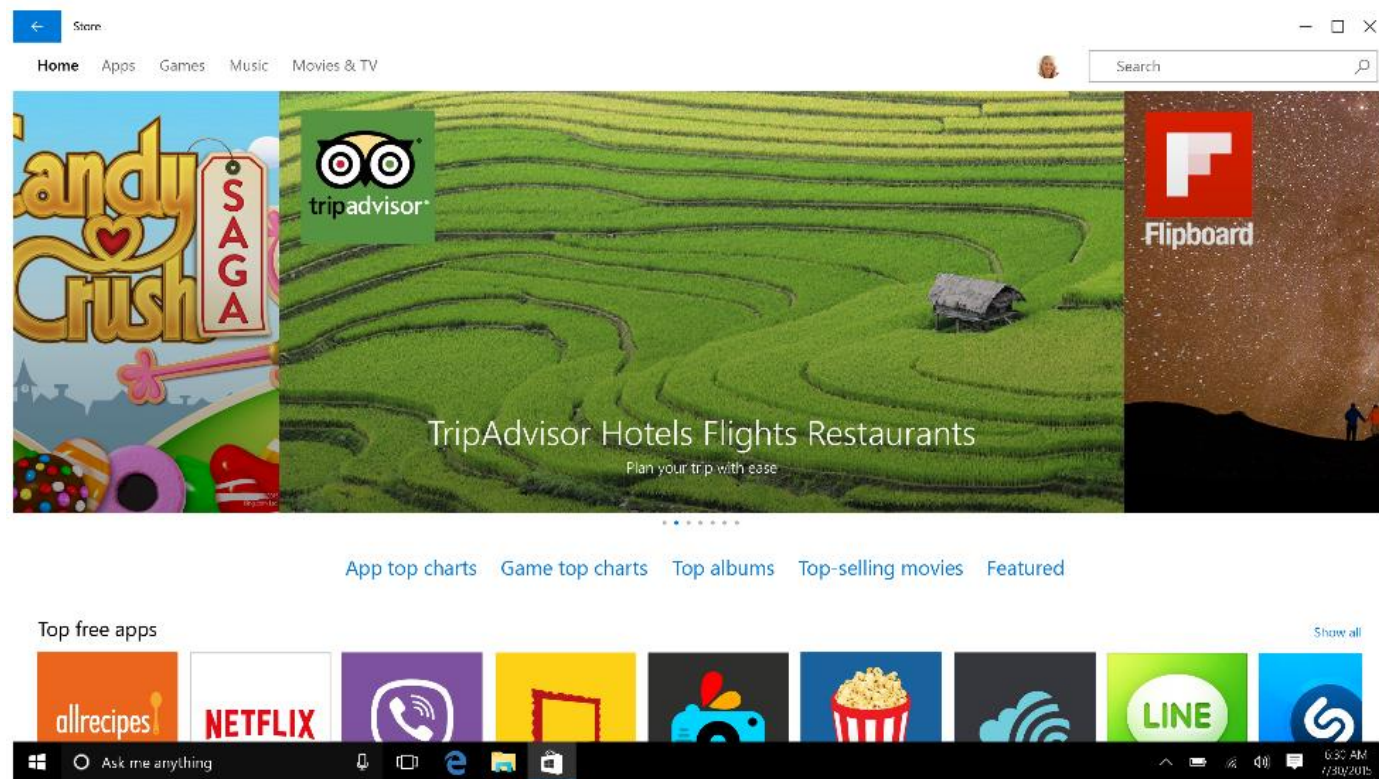 Store
Home Apps Games Music Movies & TV
Search
Candy
Crush
SAGA
tripadvisor
TripAdvisor Hotels Flights Restaurants
Plan your trip with ease
Flipboard
App top charts Game top charts Top albums Top-selling movies Featured
Top free apps
Show all
allrecipes
NETFLIX
LINE
Ask me anything
6:30 AM
7/30/2015